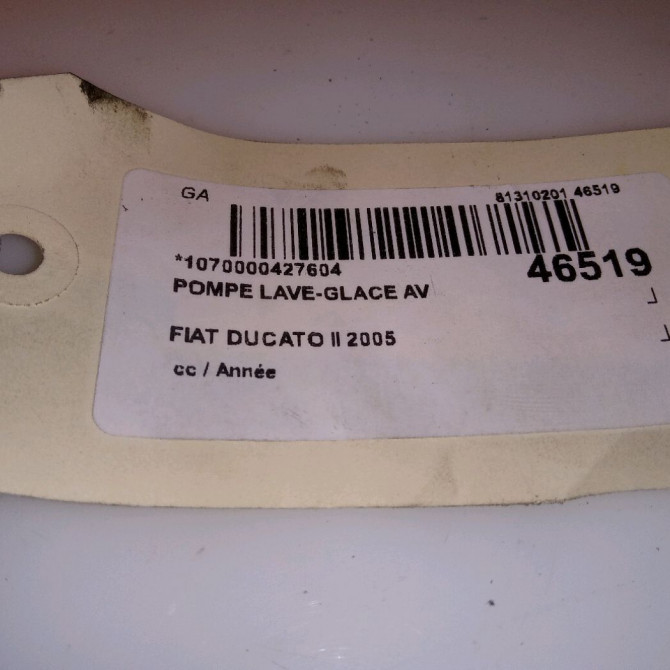 GA
81310201 46519
*1070000427604
46519
POMPE LAVE-GLACE AV
FIAT DUCATO II 2005
cc / Année